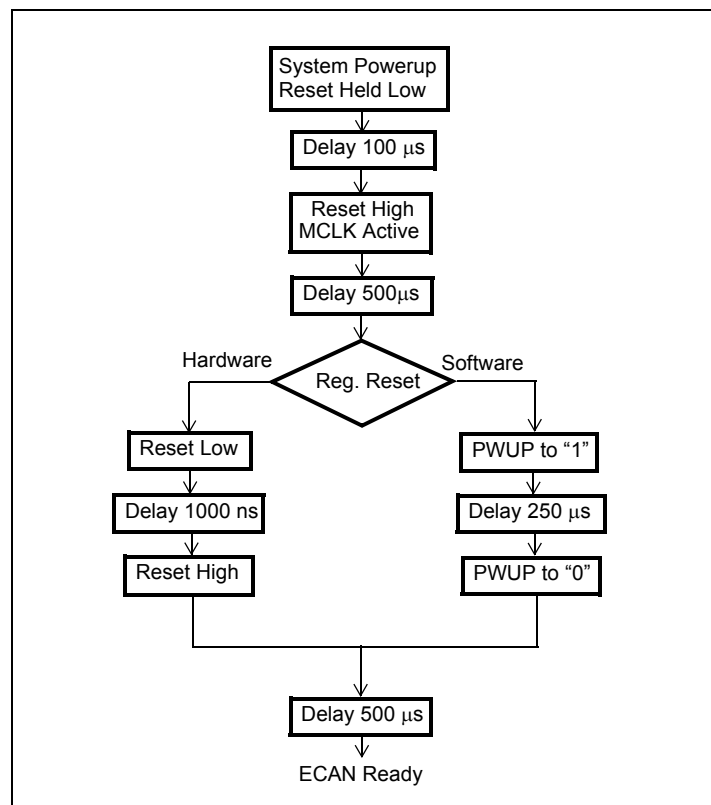 System Powerup
Reset Held Low
Delay 100 μs
Reset High
MCLK Active
Delay 500μs
Hardware
Software
Reg. Reset
Reset Low
PWUP to “1”
Delay 1000 ns
Delay 250 μs
Reset High
PWUP to “0”
Delay 500 μs
ECAN Ready